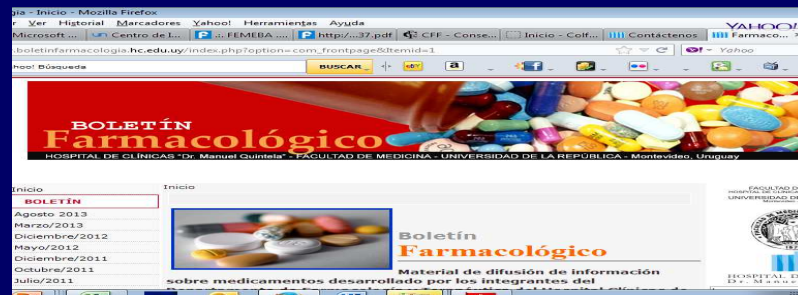 gia - Inicio - Mozilla Firefox
r Ver Historial Marcadores Yahoo! Herramientas Ayuda
YAHOO!
Microsoft ... Centro de I... .: FEMEBA .... http:/...37.pdf CFF - Conse... Inicio - Colf... Contáctenos Farmaco...
.boletinfarmacologia.hc.edu.uy/index.php?option=com_frontpage&Itemid=1
Yahoo
hoo! Búsqueda BUSCAR
BOLETÍN
Farmacológico
HOSPITAL DE CLÍNICAS "Dr. Manuel Quintela" - FACULTAD DE MEDICINA - UNIVERSIDAD DE LA REPÚBLICA - Montevideo, Uruguay
Inicio
BOLETÍN
Agosto 2013
Marzo/2013
Diciembre/2012
Mayo/2012
Diciembre/2011
Octubre/2011
Julio/2011
Inicio
Boletín
Farmacológico
Material de difusión de información
sobre medicamentos desarrollado por los integrantes del
FACULTAD D
UNIVERSIDAD D
HOSPITAL D
Dr. Manue